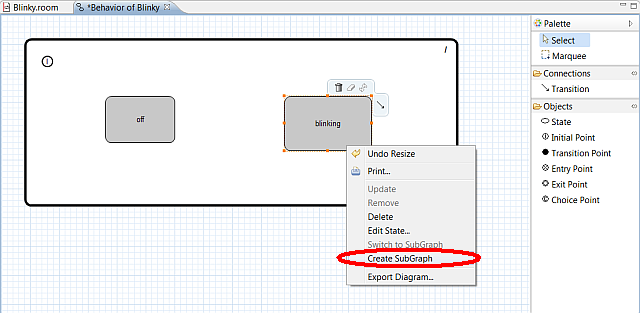 Blinky.room
*Behavior of Blinky
/
I
off
blinking
Undo Resize
Print...
Update
Remove
Delete
Edit State...
Switch to SubGraph
Create SubGraph
Export Diagram...
Palette
Select
Marquee
Connections
Transition
Objects
State
Initial Point
Transition Point
Entry Point
Exit Point
Choice Point